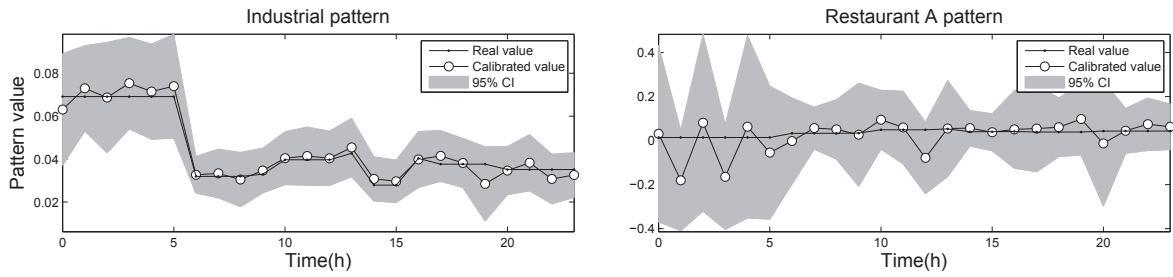 Industrial pattern
Real value
Calibrated value
95% CI
Pattern value
0.08
0.06
0.04
0.02
0 5 10 15 20
Time(h)
Restaurant A pattern
Real value
Calibrated value
95% CI
0.4
0.2
0
−0.2
−0.4
0 5 10 15 20
Time(h)